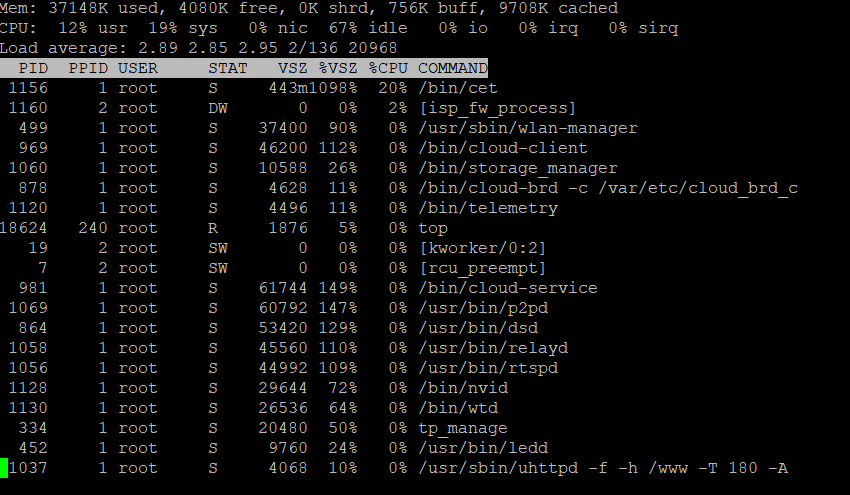 Mem: 37148K used, 4080K free, 0K shrd, 756K buff, 9708K cached
CPU:  12% usr  19% sys   0% nic  67% idle   0% io   0% irq   0% sirq
Load average: 2.89 2.85 2.95 2/136 20968
  PID  PPID USER     STAT   VSZ %VSZ %CPU COMMAND
 1156     1 root     S     443m1098%  20% /bin/cet
 1160     2 root     DW       0   0%   2% [isp_fw_process]
  499     1 root     S    37400  90%   0% /usr/sbin/wlan-manager
  969     1 root     S    46200 112%   0% /bin/cloud-client
 1060     1 root     S    10588  26%   0% /bin/storage_manager
  878     1 root     S     4628  11%   0% /bin/cloud-brd -c /var/etc/cloud_brd_c
 1120     1 root     S     4496  11%   0% /bin/telemetry
18624   240 root     R     1876   5%   0% top
   19     2 root     SW       0   0%   0% [kworker/0:2]
    7     2 root     SW       0   0%   0% [rcu_preempt]
  981     1 root     S    61744 149%   0% /bin/cloud-service
 1069     1 root     S    60792 147%   0% /usr/bin/p2pd
  864     1 root     S    53420 129%   0% /usr/bin/dsd
 1058     1 root     S    45560 110%   0% /usr/bin/relayd
 1056     1 root     S    44992 109%   0% /usr/bin/rtspd
 1128     1 root     S    29644  72%   0% /bin/nvid
 1130     1 root     S    26536  64%   0% /bin/wtd
  334     1 root     S    20480  50%   0% tp_manage
  452     1 root     S     9760  24%   0% /usr/bin/ledd
 1037     1 root     S     4068  10%   0% /usr/sbin/uhttpd -f -h /www -T 180 -A